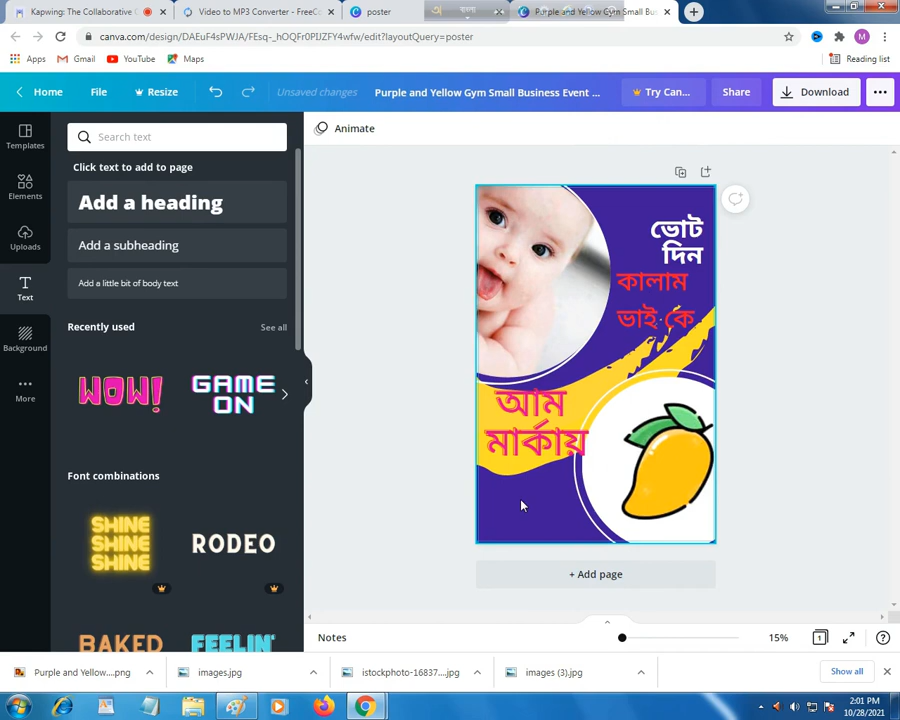 Kapwing: The Collaborative
Video to MP3 Converter - FreeCo
poster
বাংলা
Purple and Yellow Gym Small Bus
canva.com/design/DAEuF4sPWJA/FEsq-_hOQFr0PIJZFY4wfw/edit?layoutQuery=poster
M
Apps
Gmail
YouTube
Maps
Reading list
Home
File
Resize
Unsaved changes
Purple and Yellow Gym Small Business Event ...
Try Can...
Share
Download
Templates
Elements
Uploads
Text
Background
More
Search text
Click text to add to page
Add a heading
Add a subheading
Add a little bit of body text
Recently used
See all
WOW!
GAME
ON
Font combinations
SHINE
SHINE
SHINE
RODEO
BAKED
FEELIN'
Animate
ভোট
দিন
কালাম
ভাই কে
আম
মার্কায়
+ Add page
Notes
15%
1
Purple and Yellow....png
images.jpg
istockphoto-16837....jpg
images (3).jpg
Show all
2:01 PM
10/28/2021